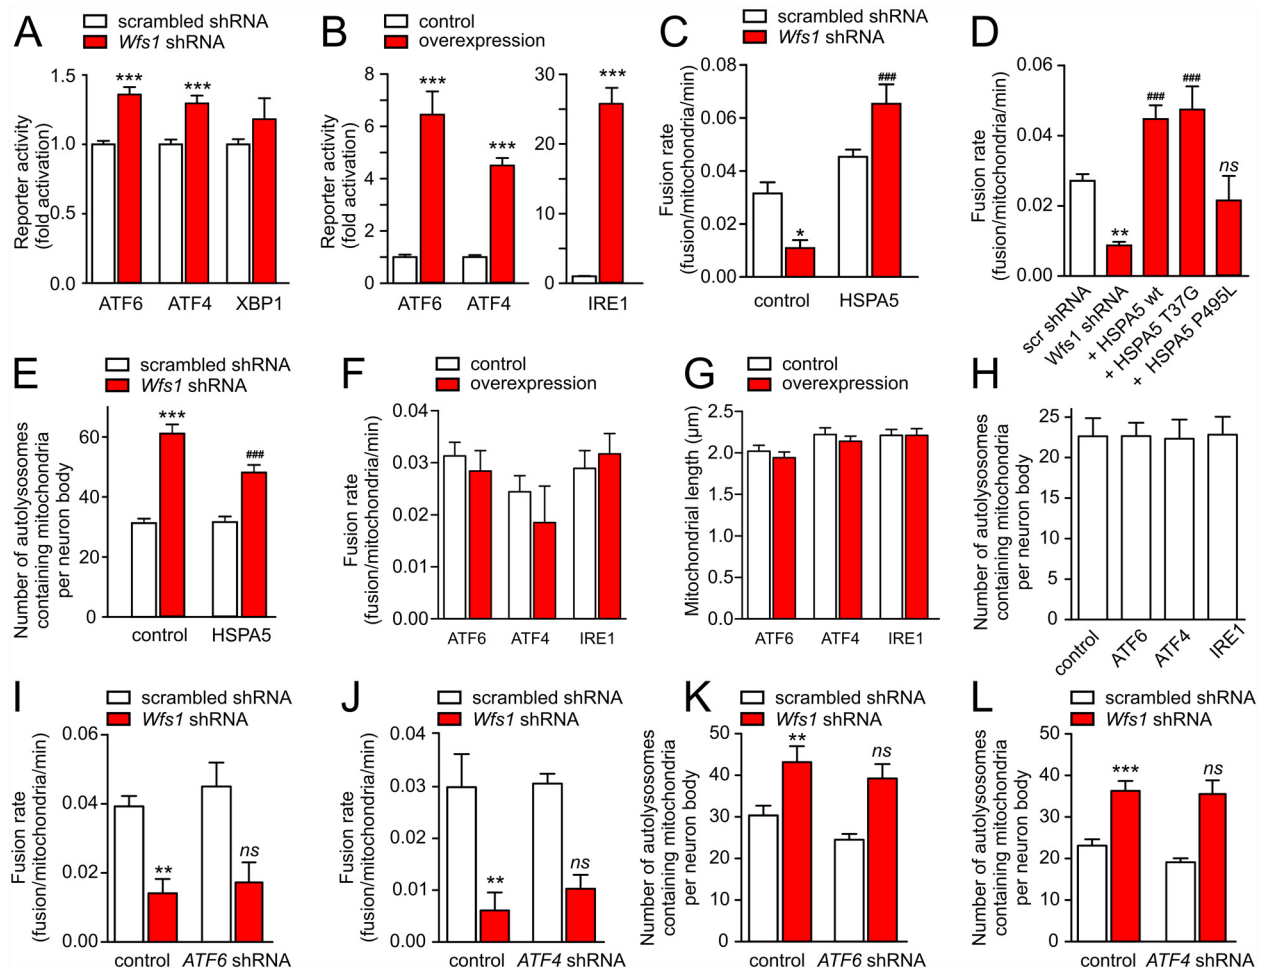 A
scrambled shRNA
Wfs1 shRNA
Reporter activity
(fold activation)
1.5
1.0
0.5
0.0
***
***
ATF6
ATF4
XBP1
B
control
overexpression
Reporter activity
(fold activation)
8
6
4
2
0
***
***
ATF6
ATF4
30
20
10
0
***
IRE1
C
scrambled shRNA
Wfs1 shRNA
Fusion rate
(fusion/mitochondria/min)
0.08
0.06
0.04
0.02
0.00
*
###
control
HSPA5
D
Fusion rate
(fusion/mitochondria/min)
0.06
0.04
0.02
0.00
**
###
###
ns
scr shRNA
Wfs1 shRNA
+ HSPA5 wt
+ HSPA5 T37G
+ HSPA5 P495L
E
scrambled shRNA
Wfs1 shRNA
Number of autolysosomes
containing mitochondria
per neuron body
60
40
20
0
***
###
control
HSPA5
F
control
overexpression
Fusion rate
(fusion/mitochondria/min)
0.04
0.03
0.02
0.01
0.00
ATF6
ATF4
IRE1
G
control
overexpression
Mitochondrial length (µm)
2.5
2.0
1.5
1.0
0.5
0.0
ATF6
ATF4
IRE1
H
Number of autolysosomes
containing mitochondria
per neuron body
25
20
15
10
5
0
control
ATF6
ATF4
IRE1
I
scrambled shRNA
Wfs1 shRNA
Fusion rate
(fusion/mitochondria/min)
0.06
0.04
0.02
0.00
**
ns
control
ATF6 shRNA
J
scrambled shRNA
Wfs1 shRNA
Fusion rate
(fusion/mitochondria/min)
0.04
0.03
0.02
0.01
0.00
**
ns
control
ATF4 shRNA
K
scrambled shRNA
Wfs1 shRNA
Number of autolysosomes
containing mitochondria
per neuron body
50
40
30
20
10
0
**
ns
control
ATF6 shRNA
L
scrambled shRNA
Wfs1 shRNA
Number of autolysosomes
containing mitochondria
per neuron body
50
40
30
20
10
0
***
ns
control
ATF4 shRNA